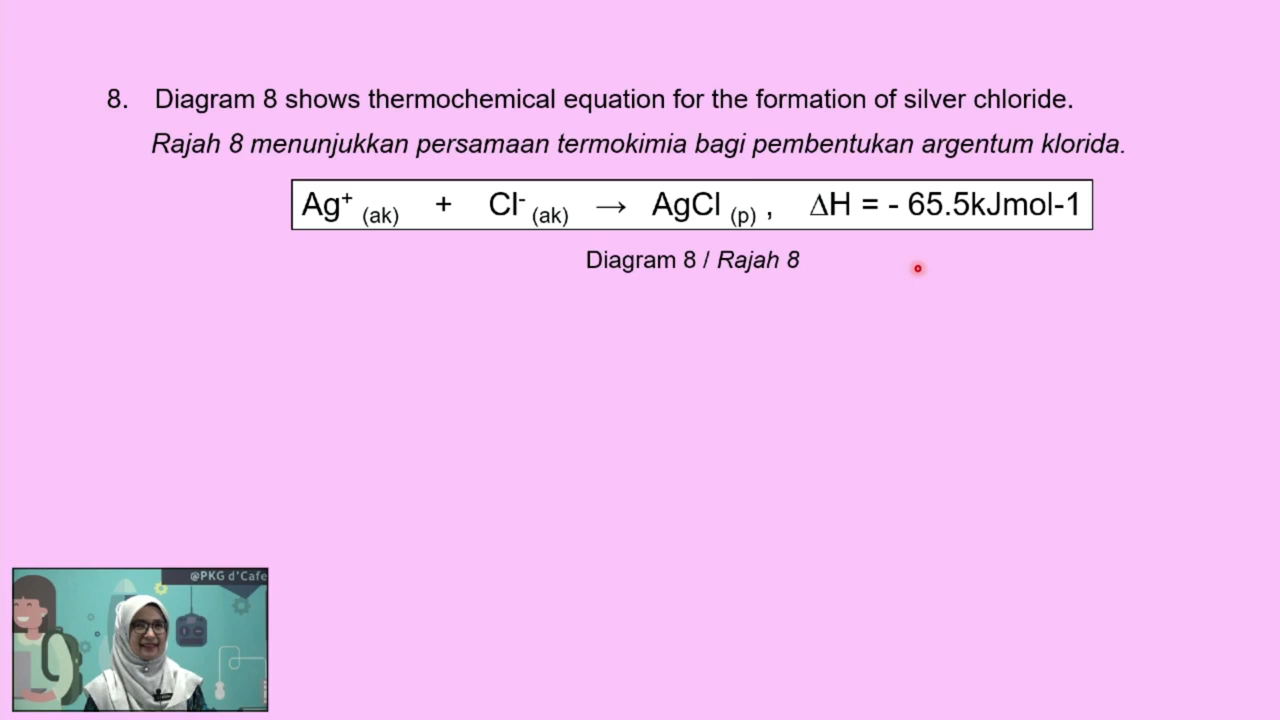 8. Diagram 8 shows thermochemical equation for the formation of silver chloride.
Rajah 8 menunjukkan persamaan termokimia bagi pembentukan argentum klorida.
Ag⁺ (ak) + Cl⁻ (ak) → AgCl (p) , ΔH = - 65.5kJmol-1
Diagram 8 / Rajah 8
@PKG d'Cafe